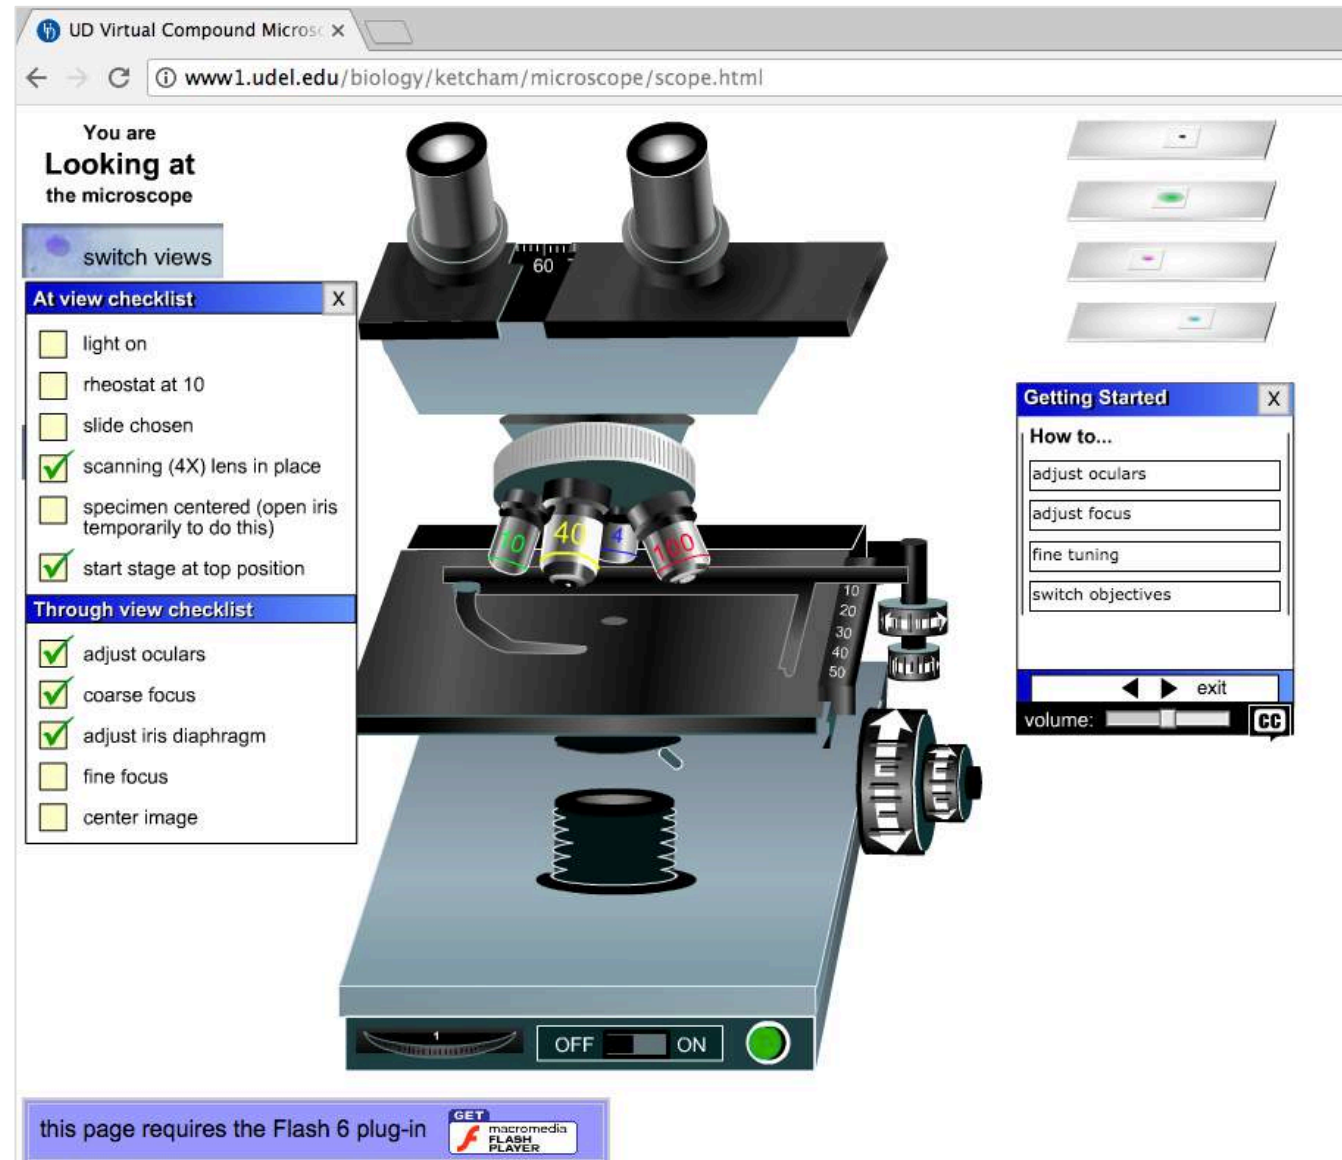 UD Virtual Compound Micros
www1.udel.edu/biology/ketcham/microscope/scope.html
You are
Looking at
the microscope
switch views
At view checklist
X
light on
rheostat at 10
slide chosen
scanning (4X) lens in place
specimen centered (open iris
temporarily to do this)
start stage at top position
Through view checklist
adjust oculars
coarse focus
adjust iris diaphragm
fine focus
center image
60
10
40
4
100
10
20
30
40
50
1
OFF
ON
Getting Started
X
How to...
adjust oculars
adjust focus
fine tuning
switch objectives
exit
volume:
CC
this page requires the Flash 6 plug-in
GET
macromedia
FLASH
PLAYER